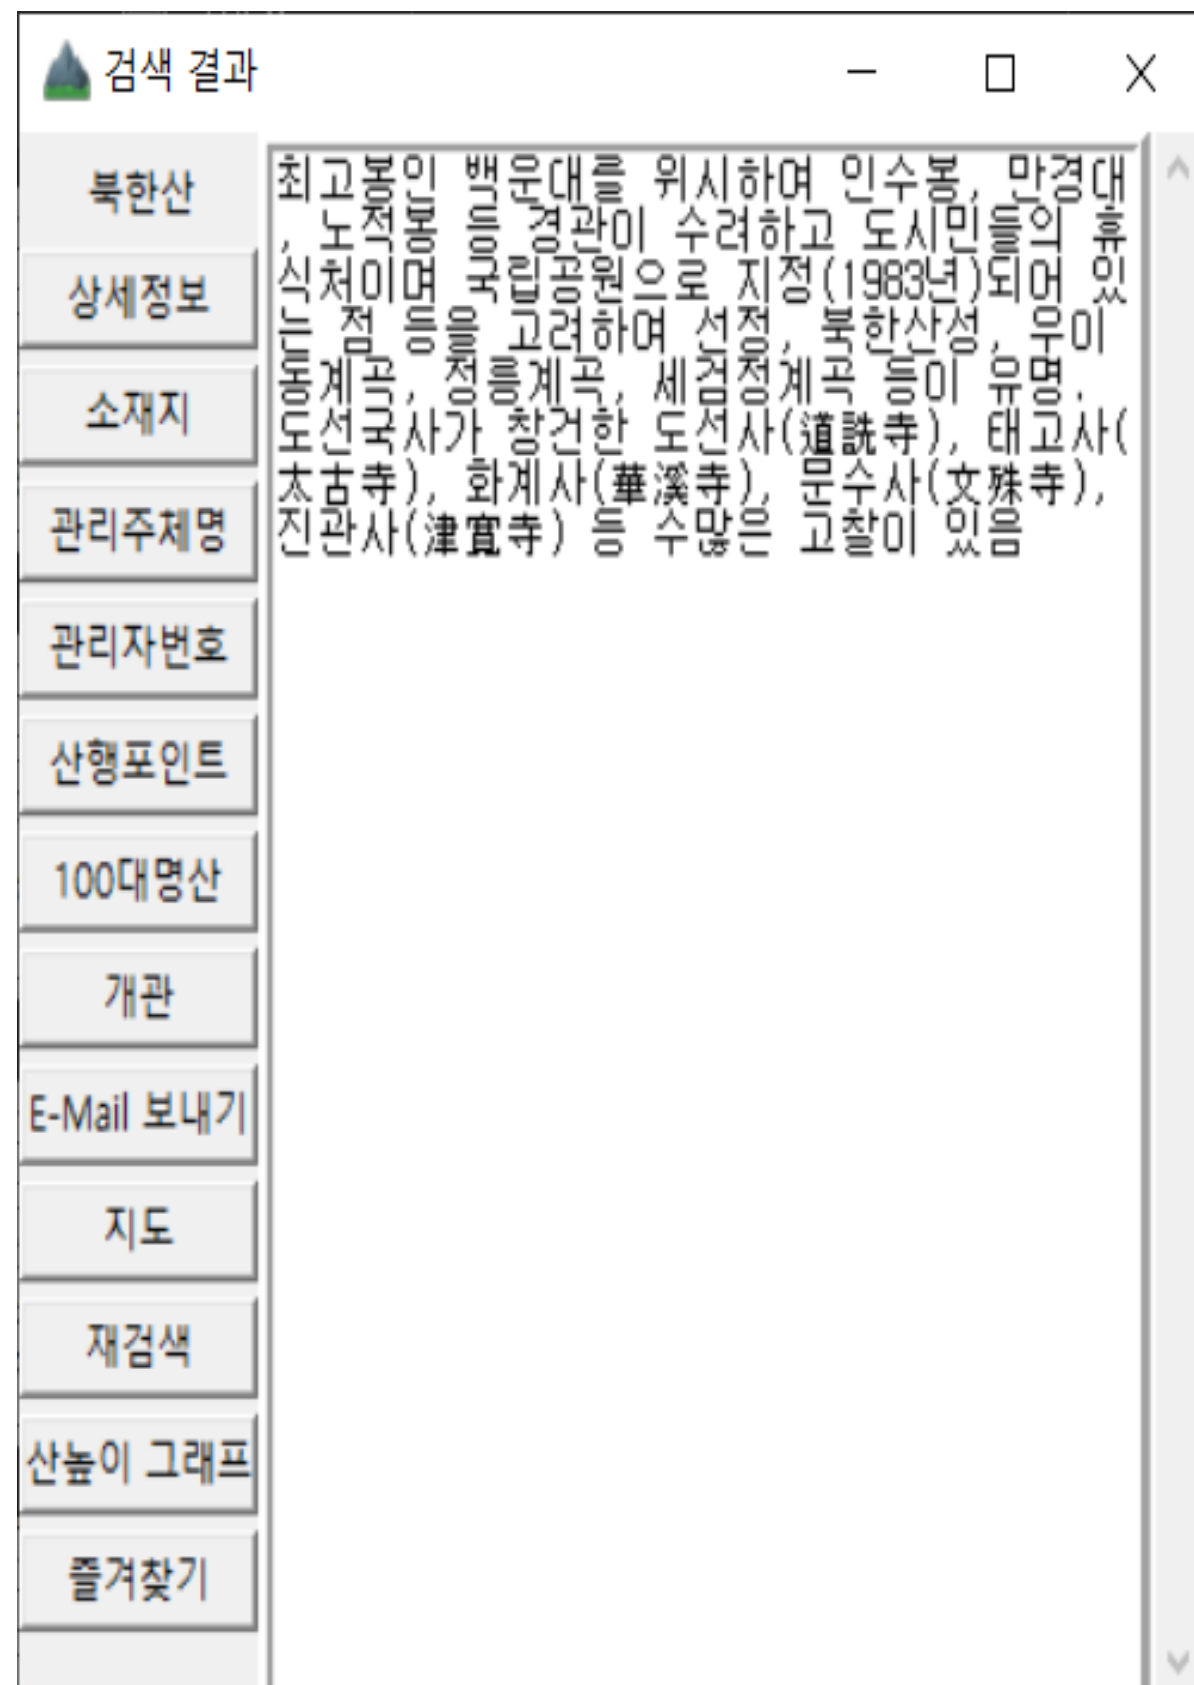 검색 결과
북한산
상세정보
소재지
관리주체명
관리자번호
산행포인트
100대명산
개관
E-Mail 보내기
지도
재검색
산높이 그래프
즐겨찾기
최고봉인 백운대를 위시하여 인수봉, 만경대
, 노적봉 등 경관이 수려하고 도시민들의 휴
식처이며 국립공원으로 지정(1983년)되어 있
는 점 등을 고려하여 선정, 북한산성, 우이
동계곡, 정릉계곡, 세검정계곡 등이 유명.
도선국사가 창건한 도선사(道詵寺), 태고사(
太古寺), 화계사(華溪寺), 문수사(文殊寺),
진관사(津寬寺) 등 수많은 고찰이 있음